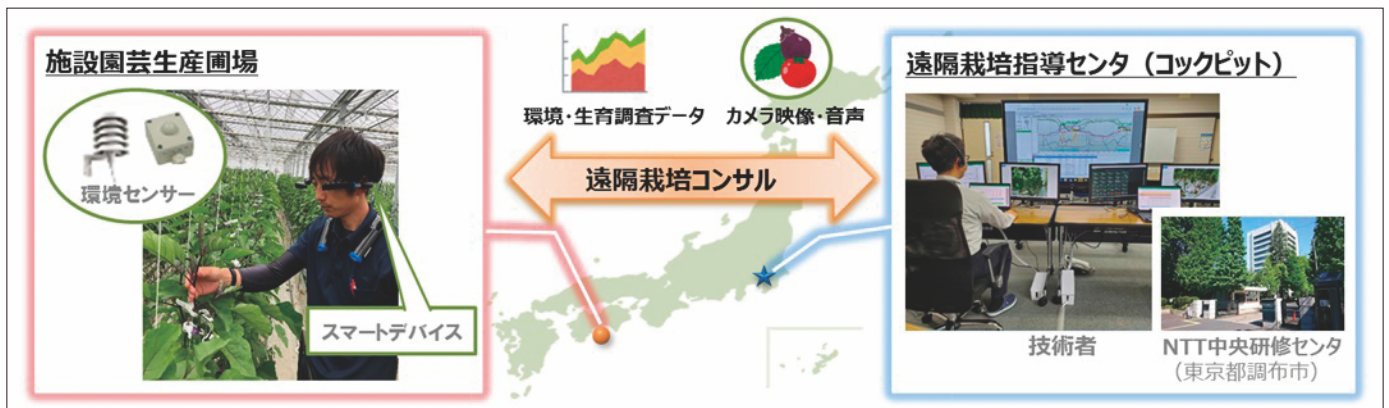 施設園芸生産圃場
環境センサー
スマートデバイス
環境・生育調査データ
カメラ映像・音声
遠隔栽培コンサル
遠隔栽培指導センタ（コックピット）
技術者
NTT中央研修センタ
（東京都調布市）